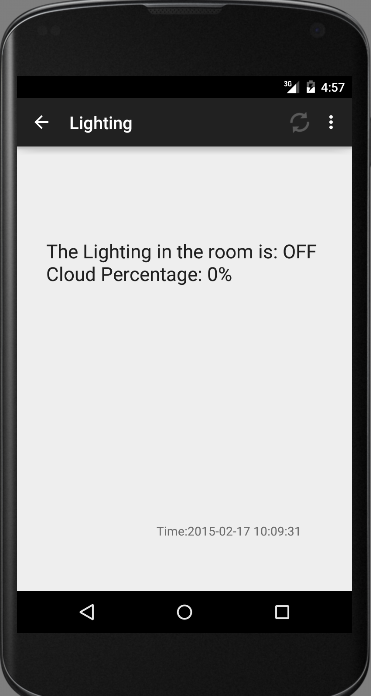 3G 4:57
Lighting
The Lighting in the room is: OFF
Cloud Percentage: 0%
Time:2015-02-17 10:09:31